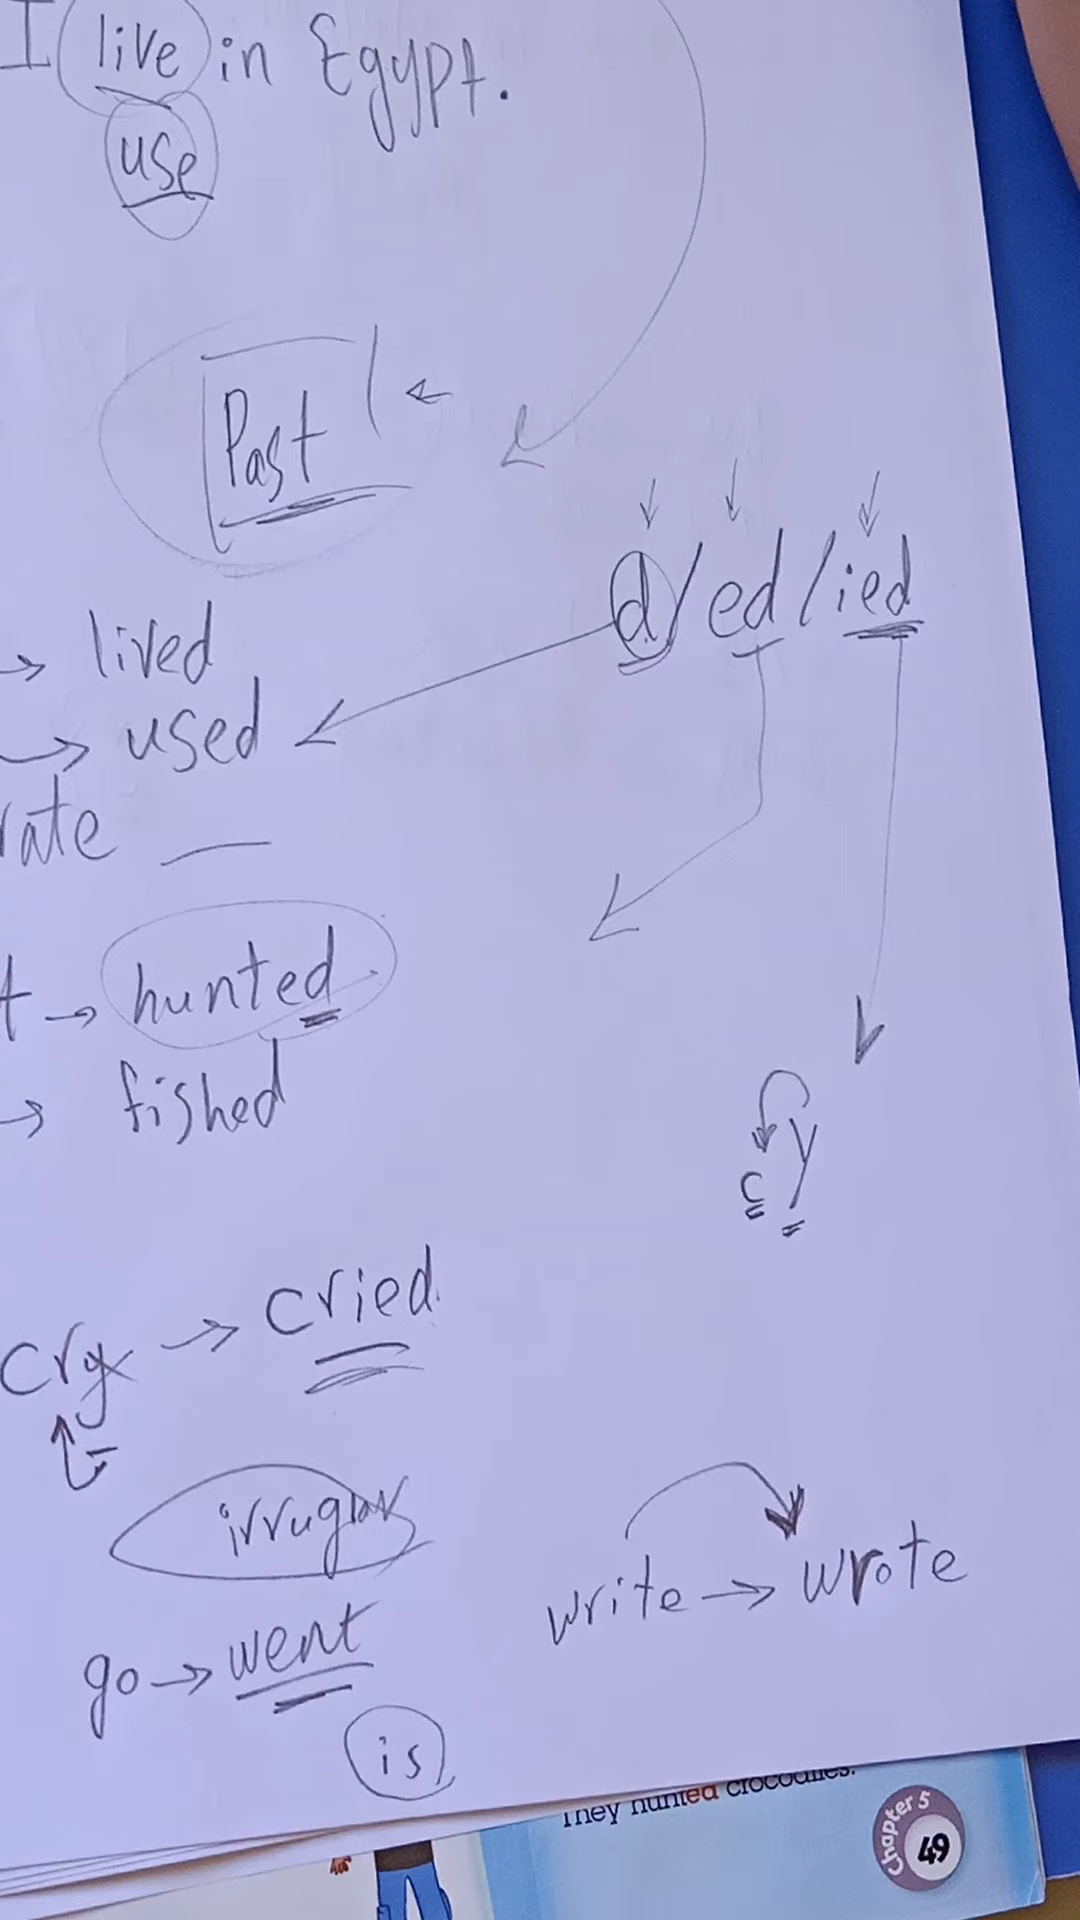 I live in Egypt.
use
Past
d/ed/ied
→ lived
→ used
rate
t → hunted
→ fished
c y
cry → cried
irruglar
write → wrote
go → went
is
They hunted crocodiles.
Chapter 5
49